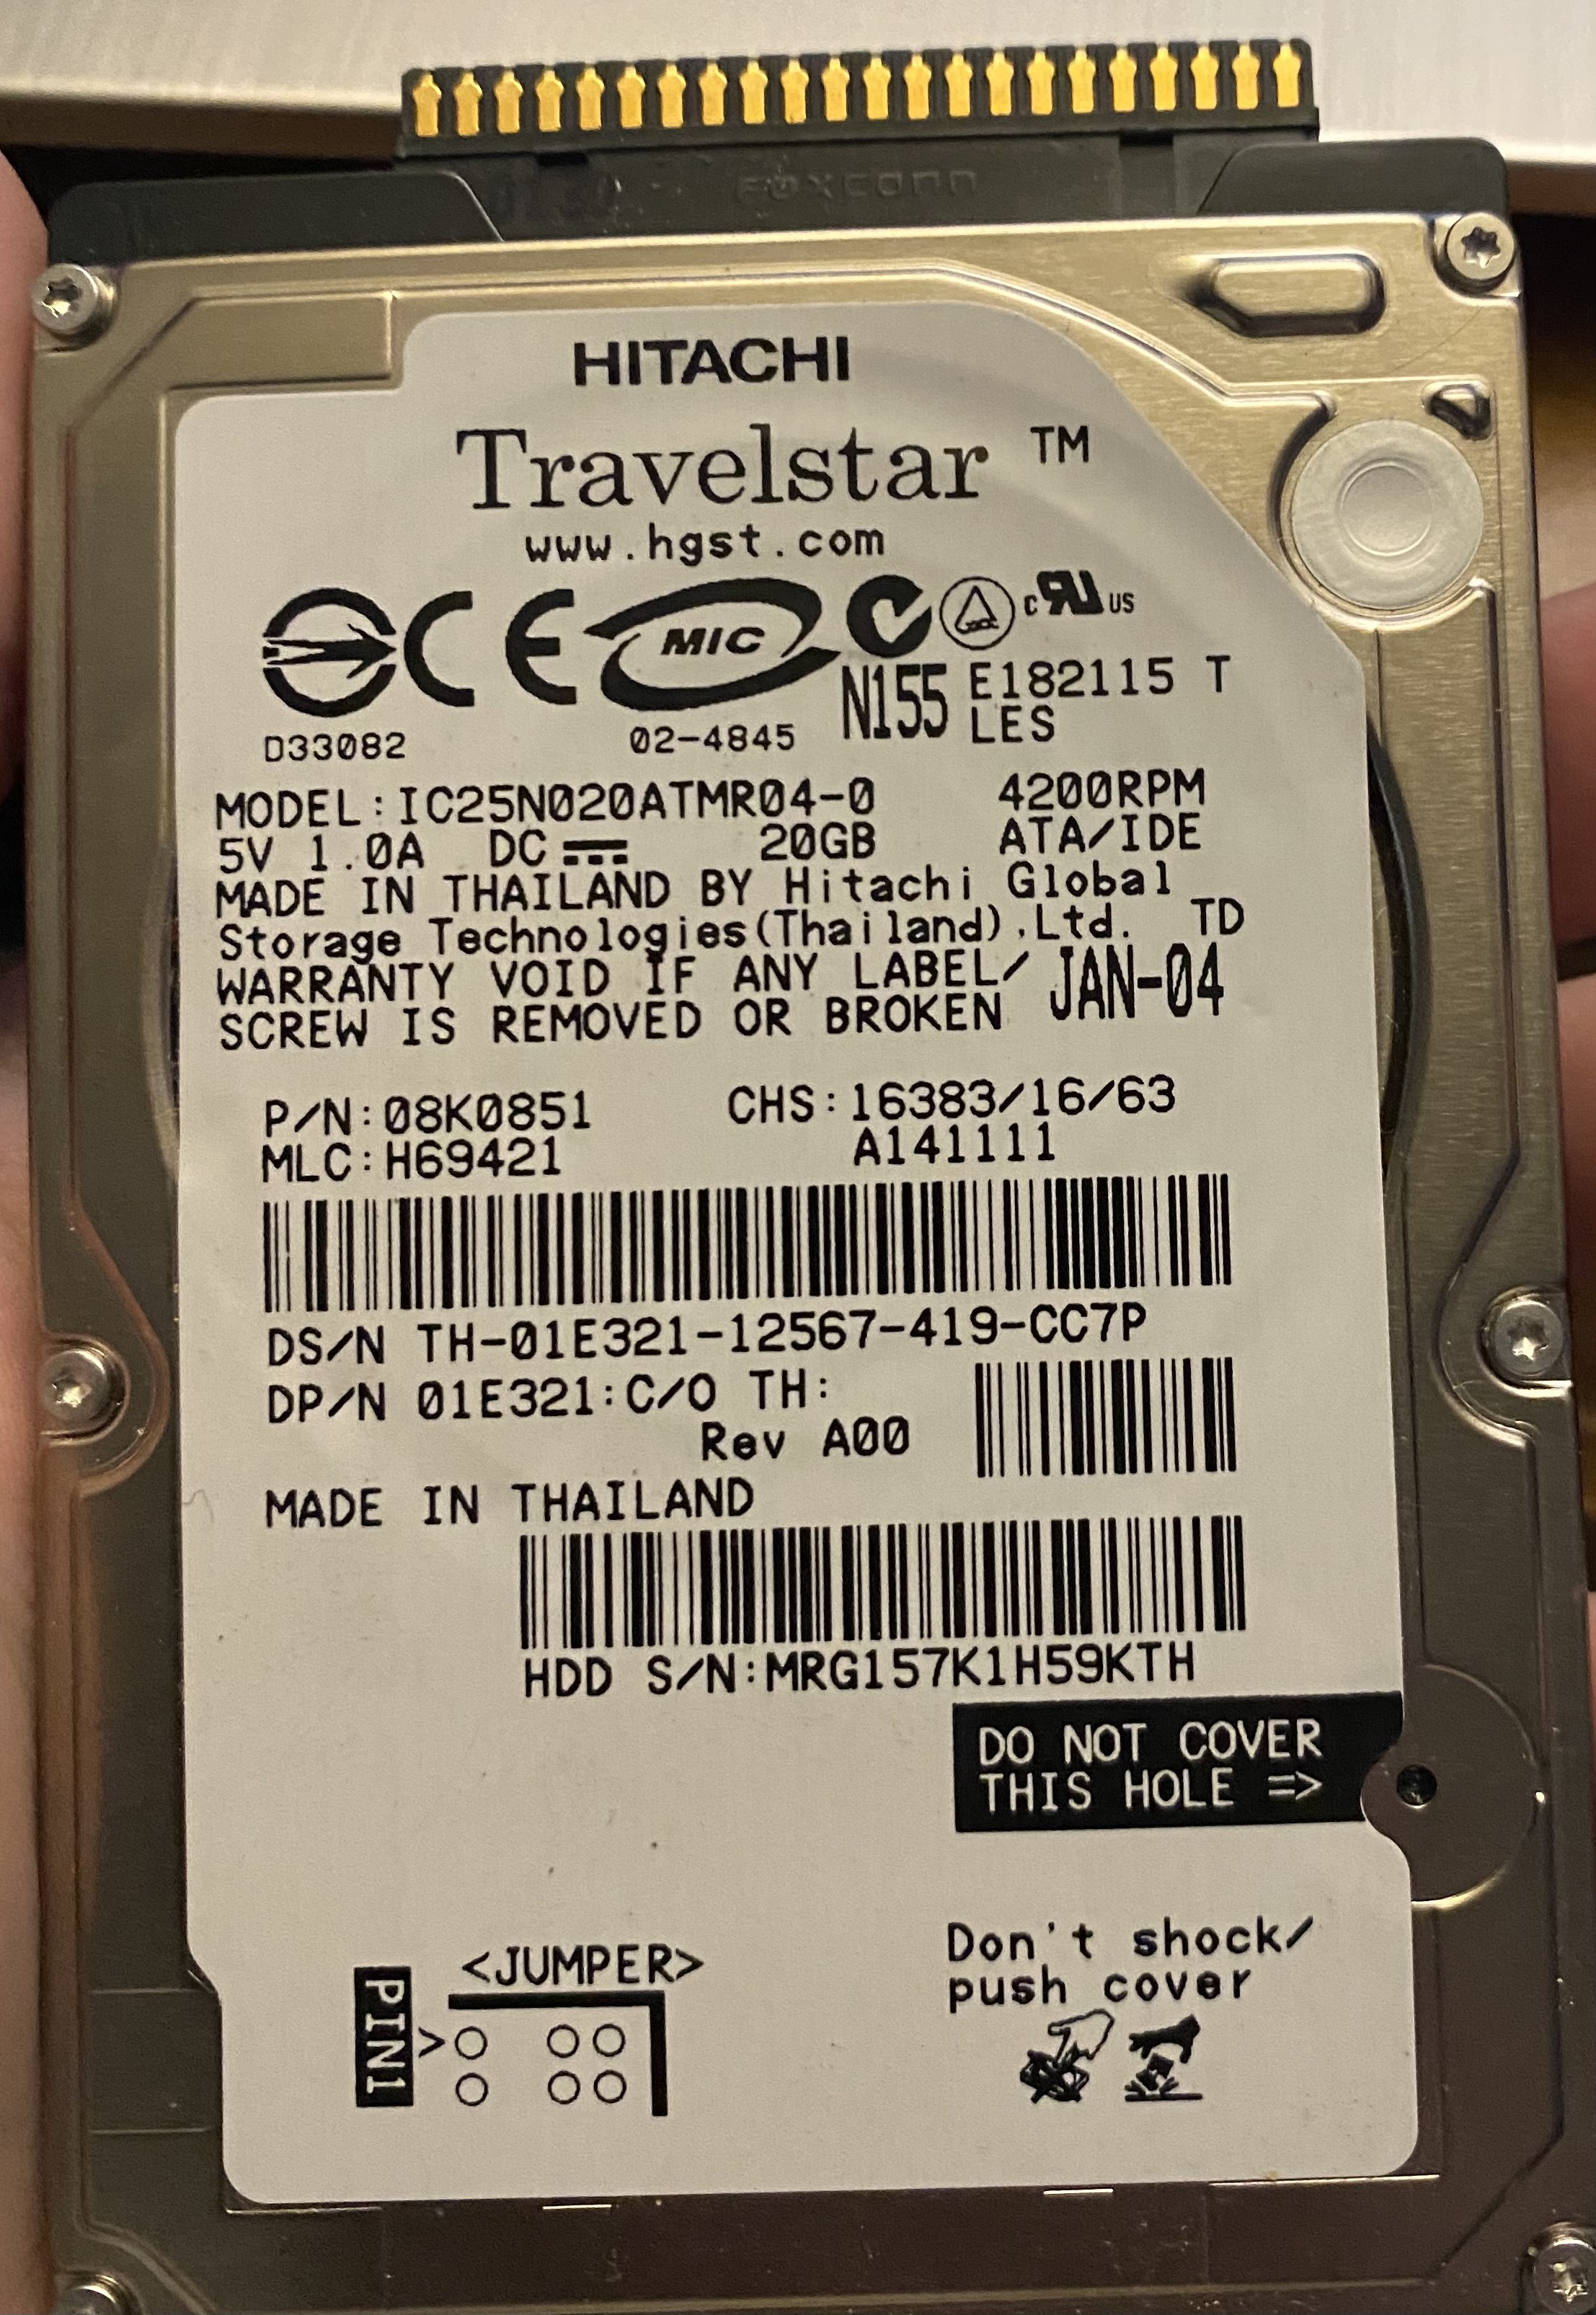 Foxconn
HITACHI
Travelstar ™
www.hgst.com
CE MIC c RU US
N155 E182115 T
LES
D33082 02-4845
MODEL:IC25N020ATMR04-0 4200RPM
5V 1.0A DC 20GB ATA/IDE
MADE IN THAILAND BY Hitachi Global
Storage Technologies(Thailand),Ltd. TD
WARRANTY VOID IF ANY LABEL/ JAN-04
SCREW IS REMOVED OR BROKEN
P/N:08K0851 CHS:16383/16/63
MLC:H69421 A141111
DS/N TH-01E321-12567-419-CC7P
DP/N 01E321:C/O TH:
Rev A00
MADE IN THAILAND
HDD S/N:MRG157K1H59KTH
DO NOT COVER
THIS HOLE =>
Don't shock/
push cover
<JUMPER>
PIN1 >